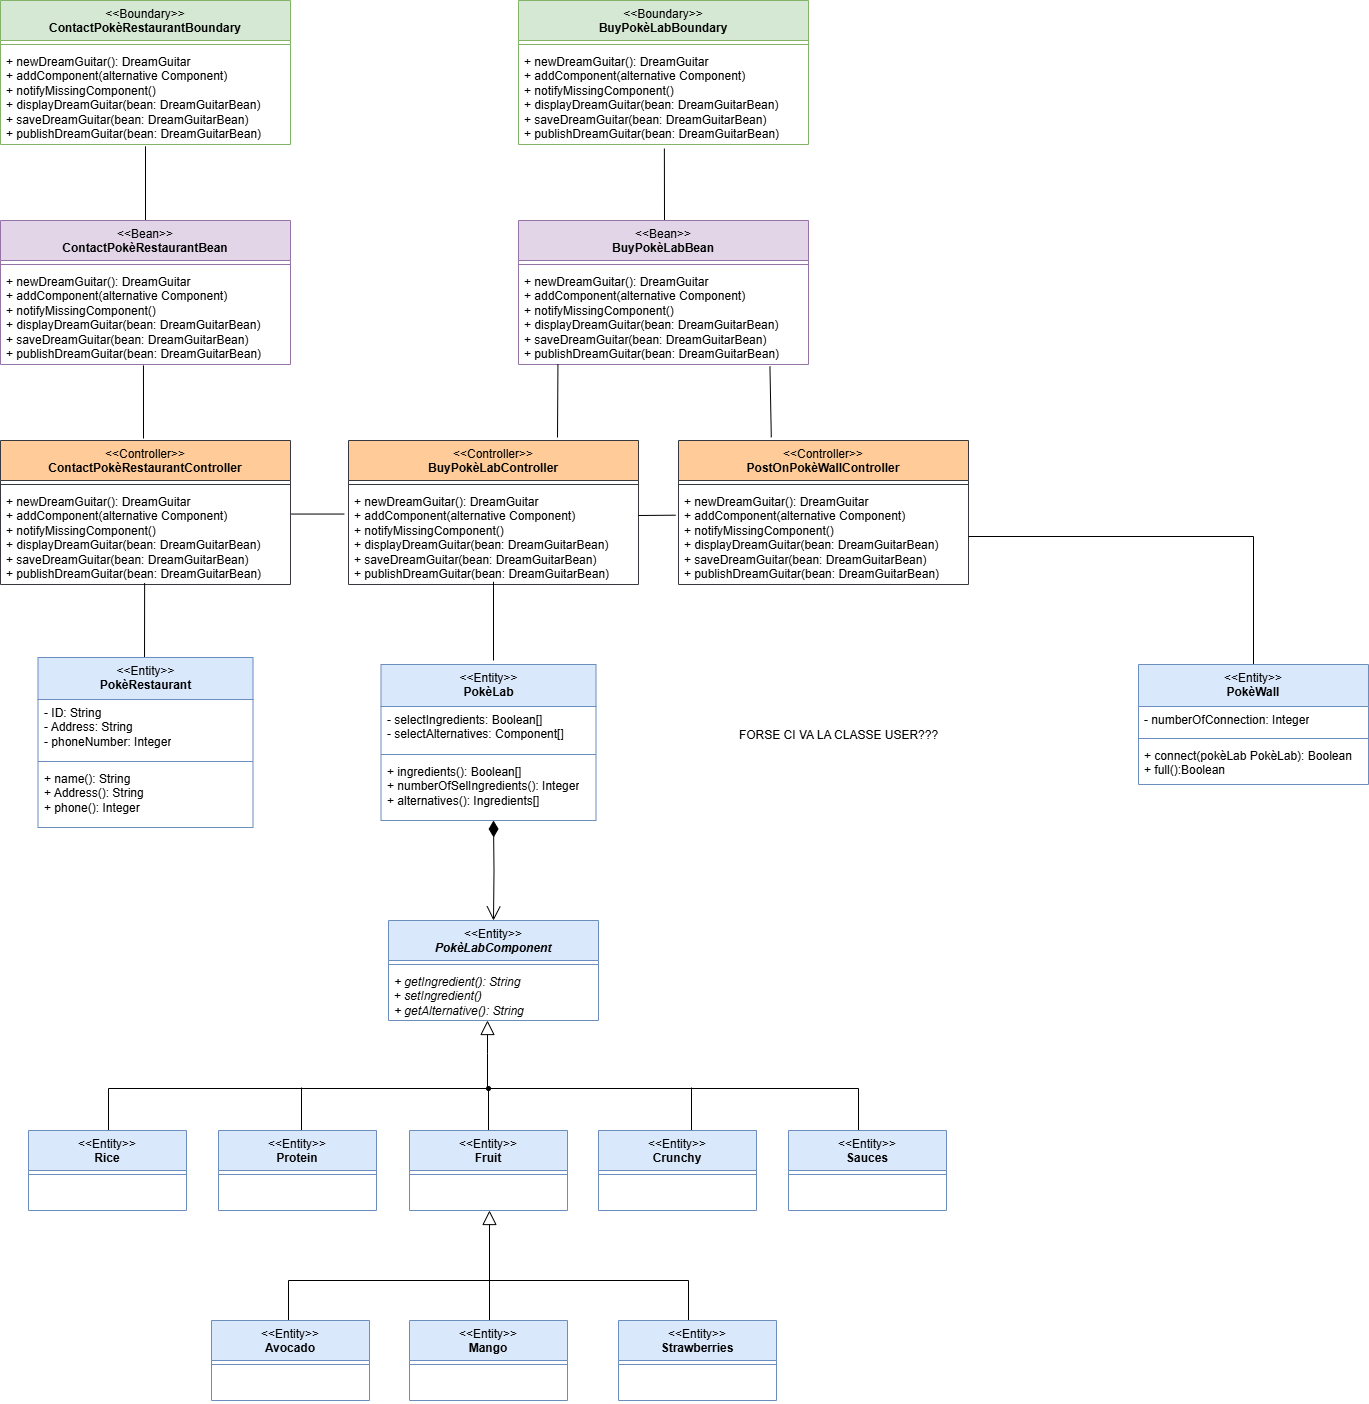 <<Boundary>>
ContactPokèRestaurantBoundary
+ newDreamGuitar(): DreamGuitar
+ addComponent(alternative Component)
+ notifyMissingComponent()
+ displayDreamGuitar(bean: DreamGuitarBean)
+ saveDreamGuitar(bean: DreamGuitarBean)
+ publishDreamGuitar(bean: DreamGuitarBean)
<<Boundary>>
BuyPokèLabBoundary
+ newDreamGuitar(): DreamGuitar
+ addComponent(alternative Component)
+ notifyMissingComponent()
+ displayDreamGuitar(bean: DreamGuitarBean)
+ saveDreamGuitar(bean: DreamGuitarBean)
+ publishDreamGuitar(bean: DreamGuitarBean)
<<Bean>>
ContactPokèRestaurantBean
+ newDreamGuitar(): DreamGuitar
+ addComponent(alternative Component)
+ notifyMissingComponent()
+ displayDreamGuitar(bean: DreamGuitarBean)
+ saveDreamGuitar(bean: DreamGuitarBean)
+ publishDreamGuitar(bean: DreamGuitarBean)
<<Bean>>
BuyPokèLabBean
+ newDreamGuitar(): DreamGuitar
+ addComponent(alternative Component)
+ notifyMissingComponent()
+ displayDreamGuitar(bean: DreamGuitarBean)
+ saveDreamGuitar(bean: DreamGuitarBean)
+ publishDreamGuitar(bean: DreamGuitarBean)
<<Controller>>
ContactPokèRestaurantController
+ newDreamGuitar(): DreamGuitar
+ addComponent(alternative Component)
+ notifyMissingComponent()
+ displayDreamGuitar(bean: DreamGuitarBean)
+ saveDreamGuitar(bean: DreamGuitarBean)
+ publishDreamGuitar(bean: DreamGuitarBean)
<<Controller>>
BuyPokèLabController
+ newDreamGuitar(): DreamGuitar
+ addComponent(alternative Component)
+ notifyMissingComponent()
+ displayDreamGuitar(bean: DreamGuitarBean)
+ saveDreamGuitar(bean: DreamGuitarBean)
+ publishDreamGuitar(bean: DreamGuitarBean)
<<Controller>>
PostOnPokèWallController
+ newDreamGuitar(): DreamGuitar
+ addComponent(alternative Component)
+ notifyMissingComponent()
+ displayDreamGuitar(bean: DreamGuitarBean)
+ saveDreamGuitar(bean: DreamGuitarBean)
+ publishDreamGuitar(bean: DreamGuitarBean)
<<Entity>>
PokèRestaurant
- ID: String
- Address: String
- phoneNumber: Integer
+ name(): String
+ Address(): String
+ phone(): Integer
<<Entity>>
PokèLab
- selectIngredients: Boolean[]
- selectAlternatives: Component[]
+ ingredients(): Boolean[]
+ numberOfSelIngredients(): Integer
+ alternatives(): Ingredients[]
FORSE CI VA LA CLASSE USER???
<<Entity>>
PokèWall
- numberOfConnection: Integer
+ connect(pokèLab PokèLab): Boolean
+ full():Boolean
<<Entity>>
PokèLabComponent
+ getIngredient(): String
+ setIngredient()
+ getAlternative(): String
<<Entity>>
Rice
<<Entity>>
Protein
<<Entity>>
Fruit
<<Entity>>
Crunchy
<<Entity>>
Sauces
<<Entity>>
Avocado
<<Entity>>
Mango
<<Entity>>
Strawberries